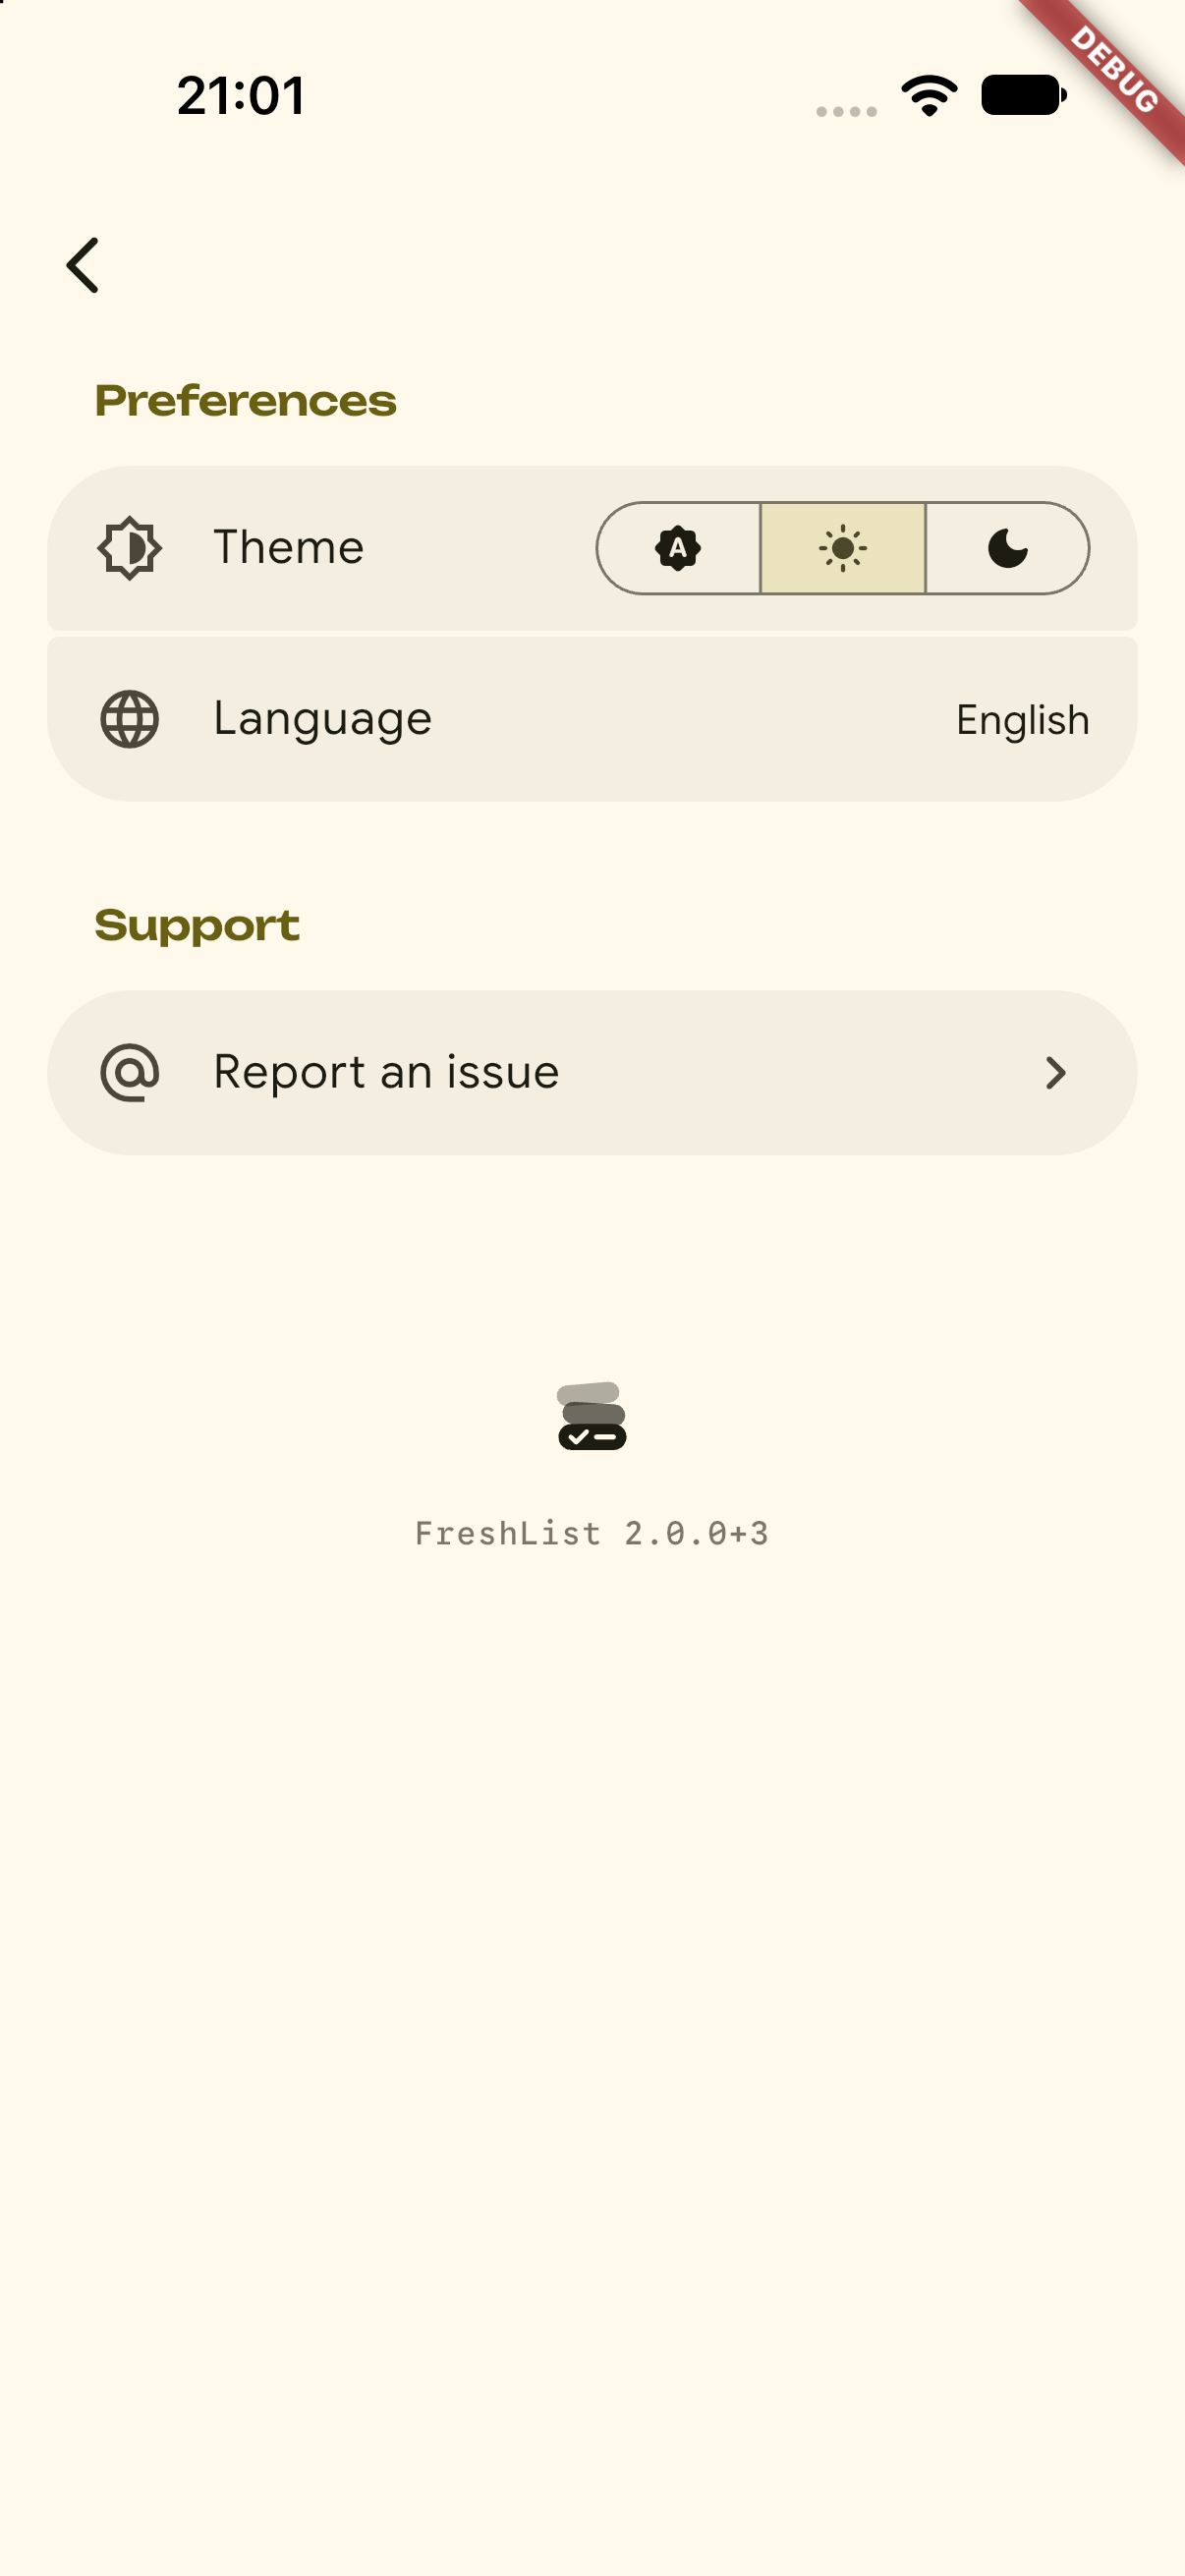 21:01
DEBUG
Preferences
Theme
A
Language
English
Support
Report an issue
FreshList 2.0.0+3